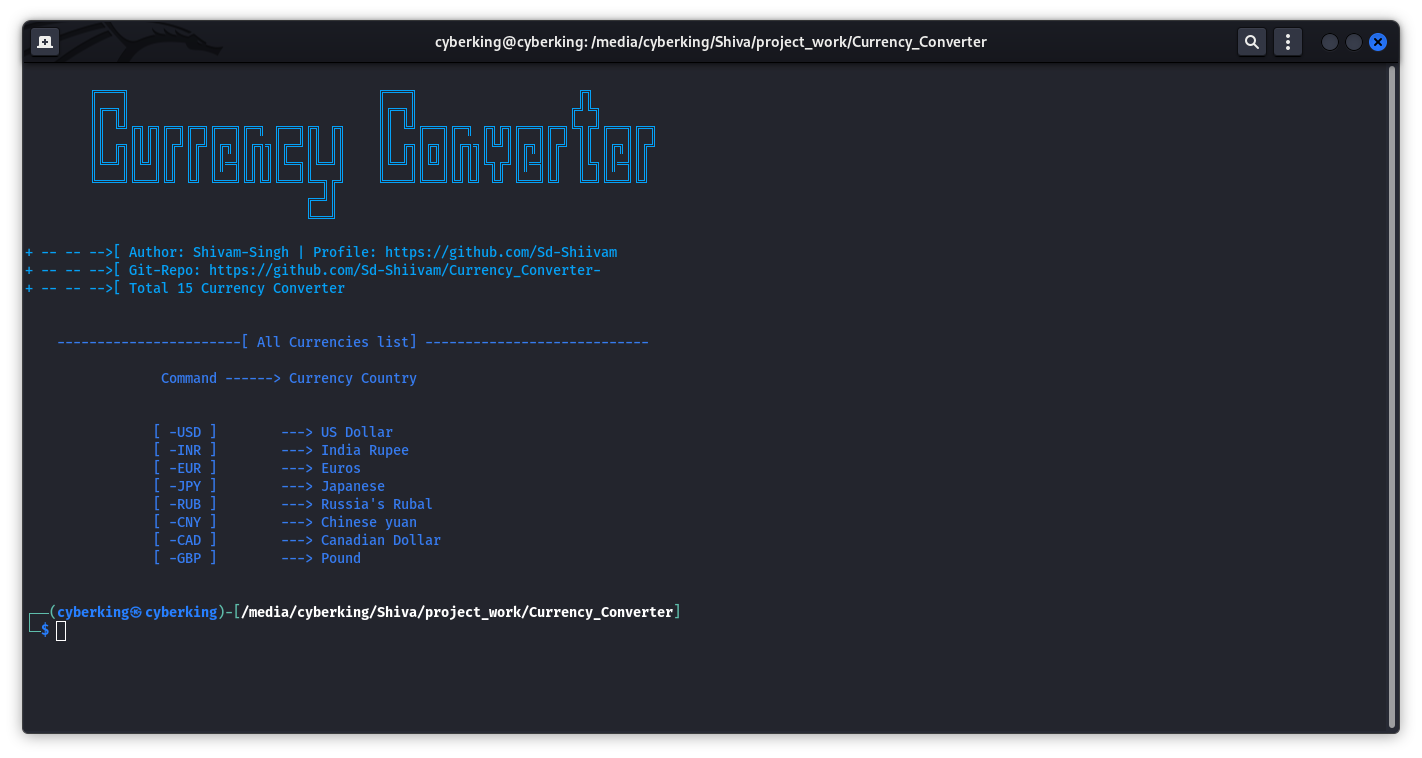 cyberking@cyberking: /media/cyberking/Shiva/project_work/Currency_Converter
Currency Converter
+ -- -- -->[ Author: Shivam-Singh | Profile: https://github.com/Sd-Shiivam
+ -- -- -->[ Git-Repo: https://github.com/Sd-Shiivam/Currency_Converter-
+ -- -- -->[ Total 15 Currency Converter
-----------------------[ All Currencies list] ----------------------------
Command ------> Currency Country
[ -USD ] ---> US Dollar
[ -INR ] ---> India Rupee
[ -EUR ] ---> Euros
[ -JPY ] ---> Japanese
[ -RUB ] ---> Russia's Rubal
[ -CNY ] ---> Chinese yuan
[ -CAD ] ---> Canadian Dollar
[ -GBP ] ---> Pound
┌──(cyberking㉿cyberking)-[/media/cyberking/Shiva/project_work/Currency_Converter]
└─$